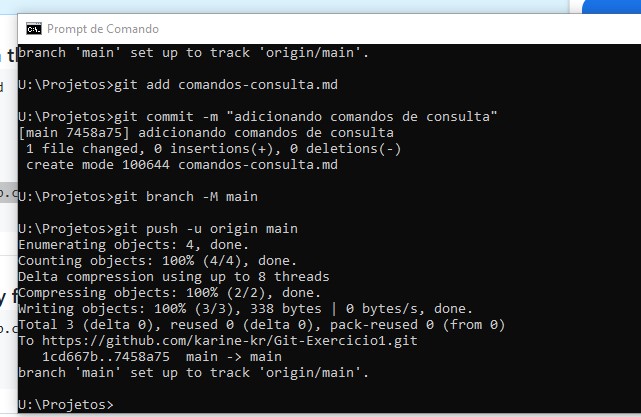 Prompt de Comando
branch 'main' set up to track 'origin/main'.
U:\Projetos>git add comandos-consulta.md
U:\Projetos>git commit -m "adicionando comandos de consulta"
[main 7458a75] adicionando comandos de consulta
 1 file changed, 0 insertions(+), 0 deletions(-)
 create mode 100644 comandos-consulta.md
U:\Projetos>git branch -M main
U:\Projetos>git push -u origin main
Enumerating objects: 4, done.
Counting objects: 100% (4/4), done.
Delta compression using up to 8 threads
Compressing objects: 100% (2/2), done.
Writing objects: 100% (3/3), 338 bytes | 0 bytes/s, done.
Total 3 (delta 0), reused 0 (delta 0), pack-reused 0 (from 0)
To https://github.com/karine-kr/Git-Exercicio1.git
   1cd667b..7458a75  main -> main
branch 'main' set up to track 'origin/main'.
U:\Projetos>